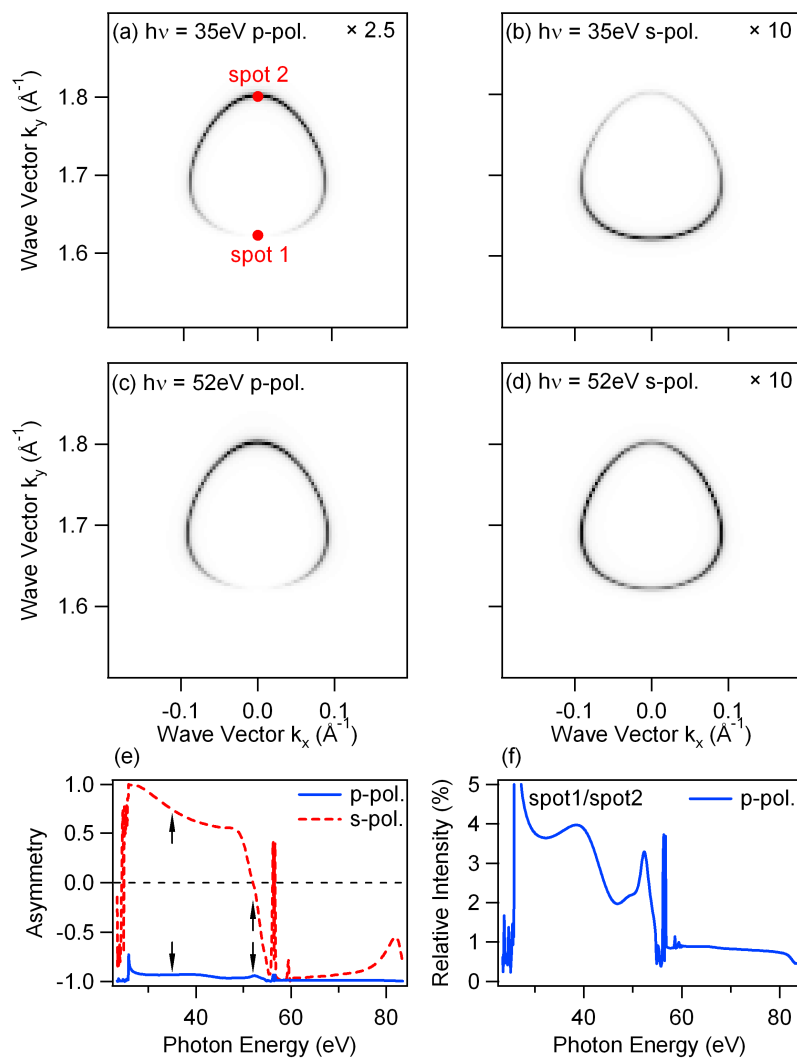 (a) hν = 35eV p-pol. × 2.5
(b) hν = 35eV s-pol. × 10
spot 2
spot 1
Wave Vector ky (Å⁻¹)
1.8
1.7
1.6
(c) hν = 52eV p-pol.
(d) hν = 52eV s-pol. × 10
Wave Vector ky (Å⁻¹)
1.8
1.7
1.6
-0.1 0.0 0.1
Wave Vector kx (Å⁻¹)
-0.1 0.0 0.1
Wave Vector kx (Å⁻¹)
(e)
p-pol.
s-pol.
Asymmetry
1.0
0.5
0.0
-0.5
-1.0
40 60 80
Photon Energy (eV)
(f)
spot1/spot2 p-pol.
Relative Intensity (%)
5
4
3
2
1
0
40 60 80
Photon Energy (eV)